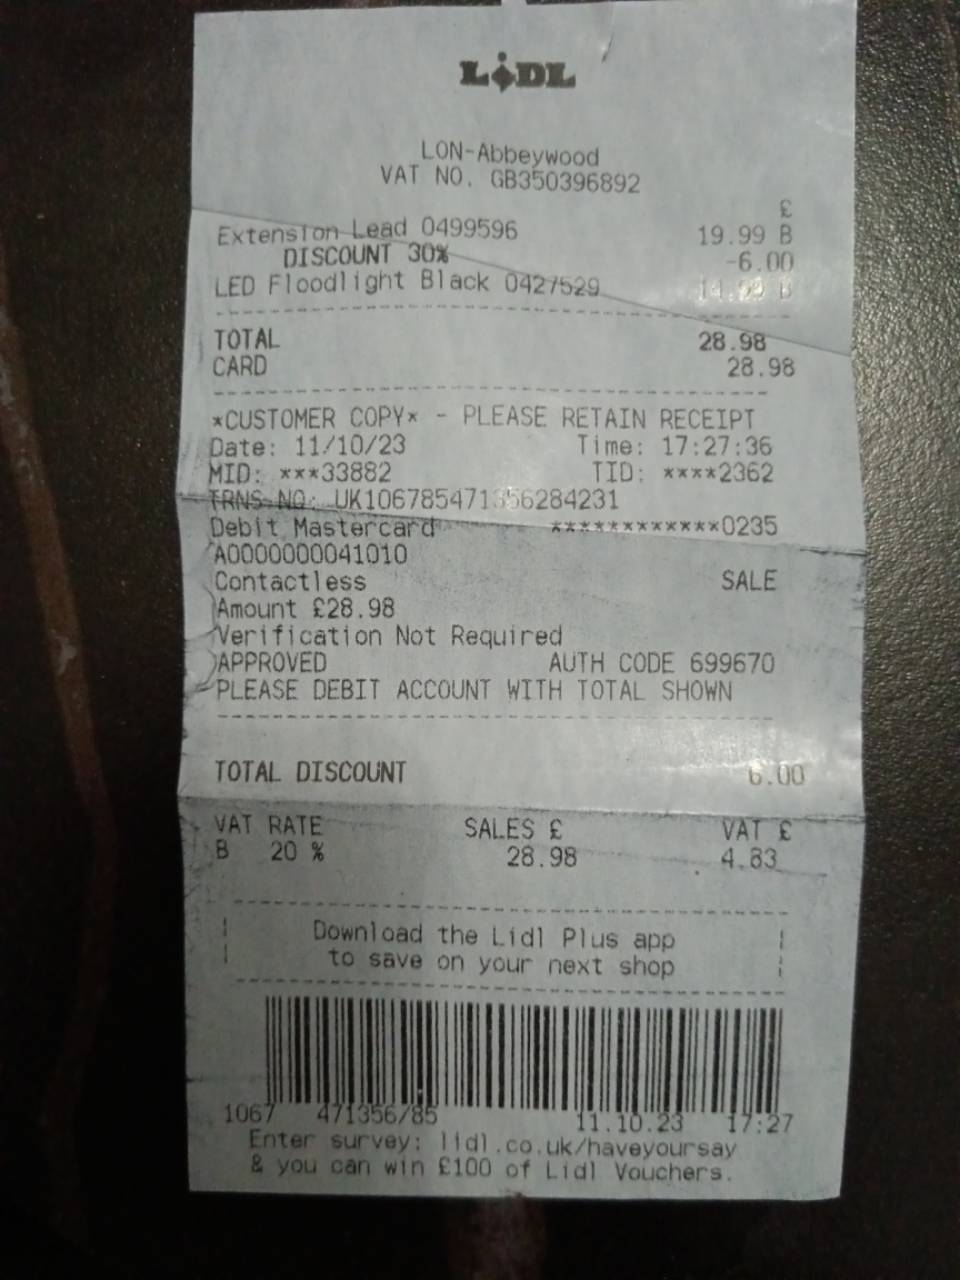 LiDL
LON-Abbeywood
VAT NO. GB350396892
£
Extension Lead 0499596 19.99 B
DISCOUNT 30% -6.00
LED Floodlight Black 0427529 14.99 B
TOTAL 28.98
CARD 28.98
*CUSTOMER COPY* - PLEASE RETAIN RECEIPT
Date: 11/10/23 Time: 17:27:36
MID: ***33882 TID: ****2362
TRNS NO: UK106785471356284231
Debit Mastercard ************0235
A0000000041010
Contactless SALE
Amount £28.98
Verification Not Required
APPROVED AUTH CODE 699670
PLEASE DEBIT ACCOUNT WITH TOTAL SHOWN
TOTAL DISCOUNT 6.00
VAT RATE SALES £ VAT £
B 20 % 28.98 4.83
Download the Lidl Plus app
to save on your next shop
1067 471356/85 11.10.23 17:27
Enter survey: lidl.co.uk/haveyoursay
& you can win £100 of Lidl Vouchers.